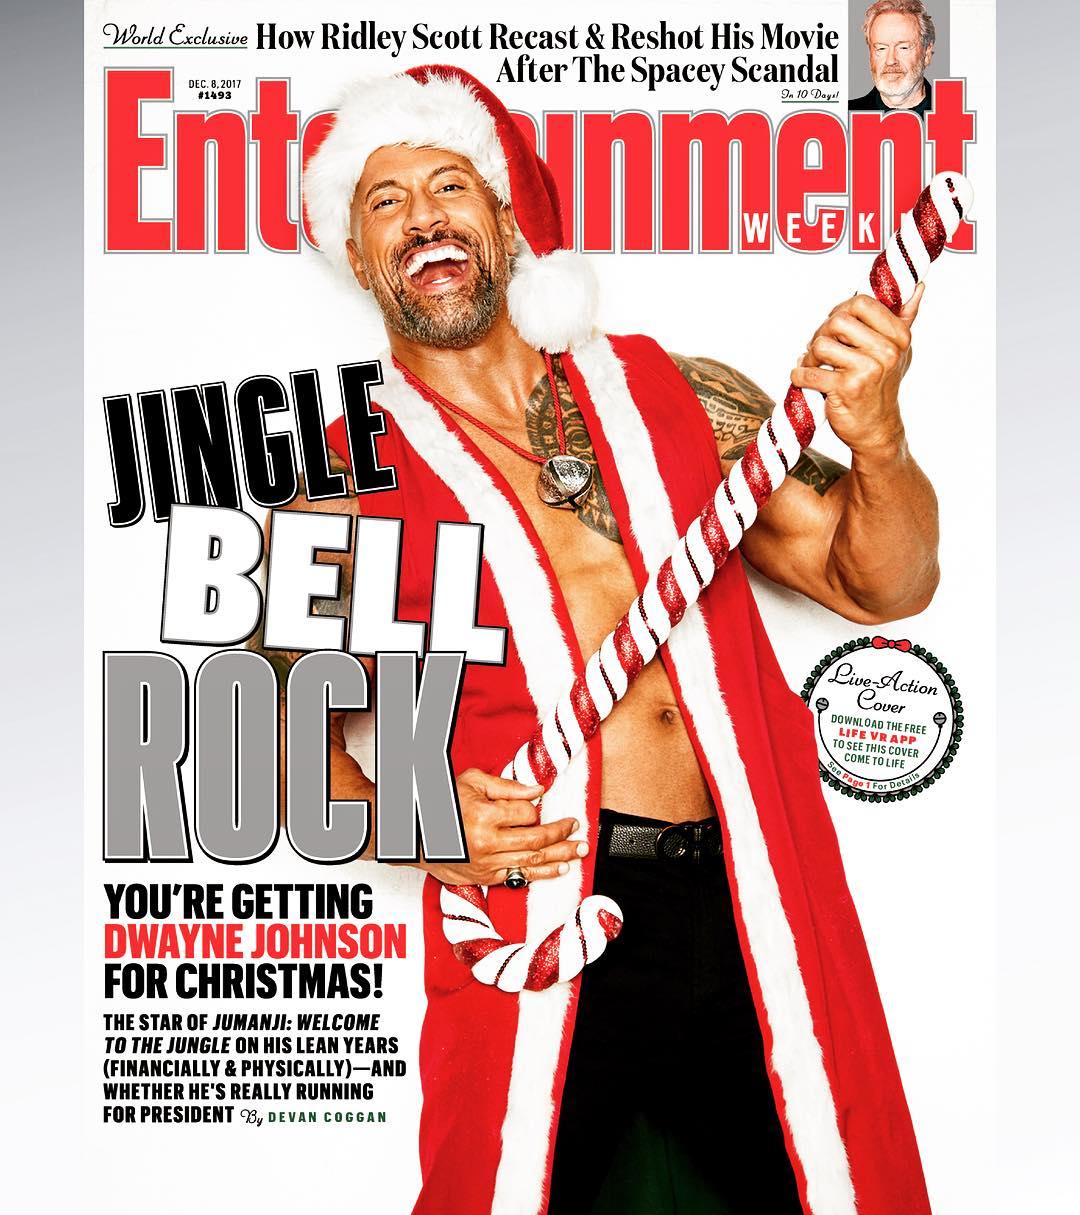 World Exclusive How Ridley Scott Recast & Reshot His Movie
After The Spacey Scandal
In 10 Days!
DEC. 8, 2017
#1493
Entertainment
WEEKLY
JINGLE
BELL
ROCK
Live-Action
Cover
DOWNLOAD THE FREE
LIFE VR APP
TO SEE THIS COVER
COME TO LIFE
See Page 1 For Details
YOU'RE GETTING
DWAYNE JOHNSON
FOR CHRISTMAS!
THE STAR OF JUMANJI: WELCOME
TO THE JUNGLE ON HIS LEAN YEARS
(FINANCIALLY & PHYSICALLY)—AND
WHETHER HE'S REALLY RUNNING
FOR PRESIDENT By DEVAN COGGAN